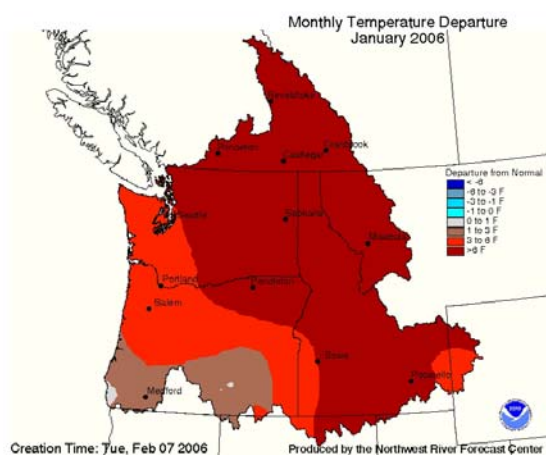 Monthly Temperature Departure
January 2006
Revelstoke
Penticton
Castlegar
Cranbrook
Departure from Normal
< -6
-6 to -3 F
-3 to -1 F
-1 to 0 F
0 to 1 F
1 to 3 F
3 to 6 F
>6 F
Seattle
Spokane
Missoula
Portland
Pendleton
Salem
Boise
Pocatello
Medford
Creation Time: Tue, Feb 07 2006
Produced by the Northwest River Forecast Center